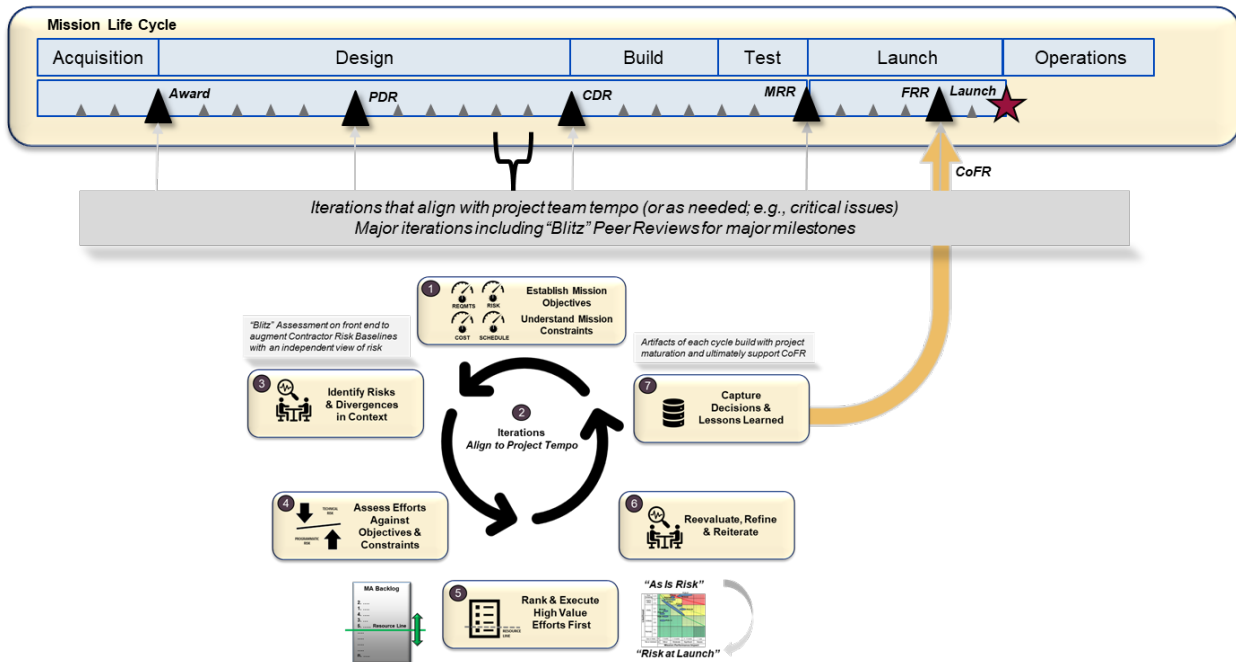 Mission Life Cycle
Acquisition
Design
Build
Test
Launch
Operations
Award
PDR
CDR
MRR
FRR
Launch
CoFR
Iterations that align with project team tempo (or as needed; e.g., critical issues)
Major iterations including “Blitz” Peer Reviews for major milestones
1
REQMTS
RISK
COST
SCHEDULE
Establish Mission
Objectives
Understand Mission
Constraints
“Blitz” Assessment on front end to
augment Contractor Risk Baselines
with an independent view of risk
Artifacts of each cycle build with project
maturation and ultimately support CoFR
3
Identify Risks
& Divergences
in Context
2
Iterations
Align to Project Tempo
7
Capture
Decisions &
Lessons Learned
4
TECHNICAL
RISK
PROGRAMMATIC
RISK
Assess Efforts
Against
Objectives &
Constraints
6
Reevaluate, Refine
& Reiterate
MA Backlog
Resource Line
5
RESOURCE
LINE
Rank & Execute
High Value
Efforts First
“As Is Risk”
“Risk at Launch”